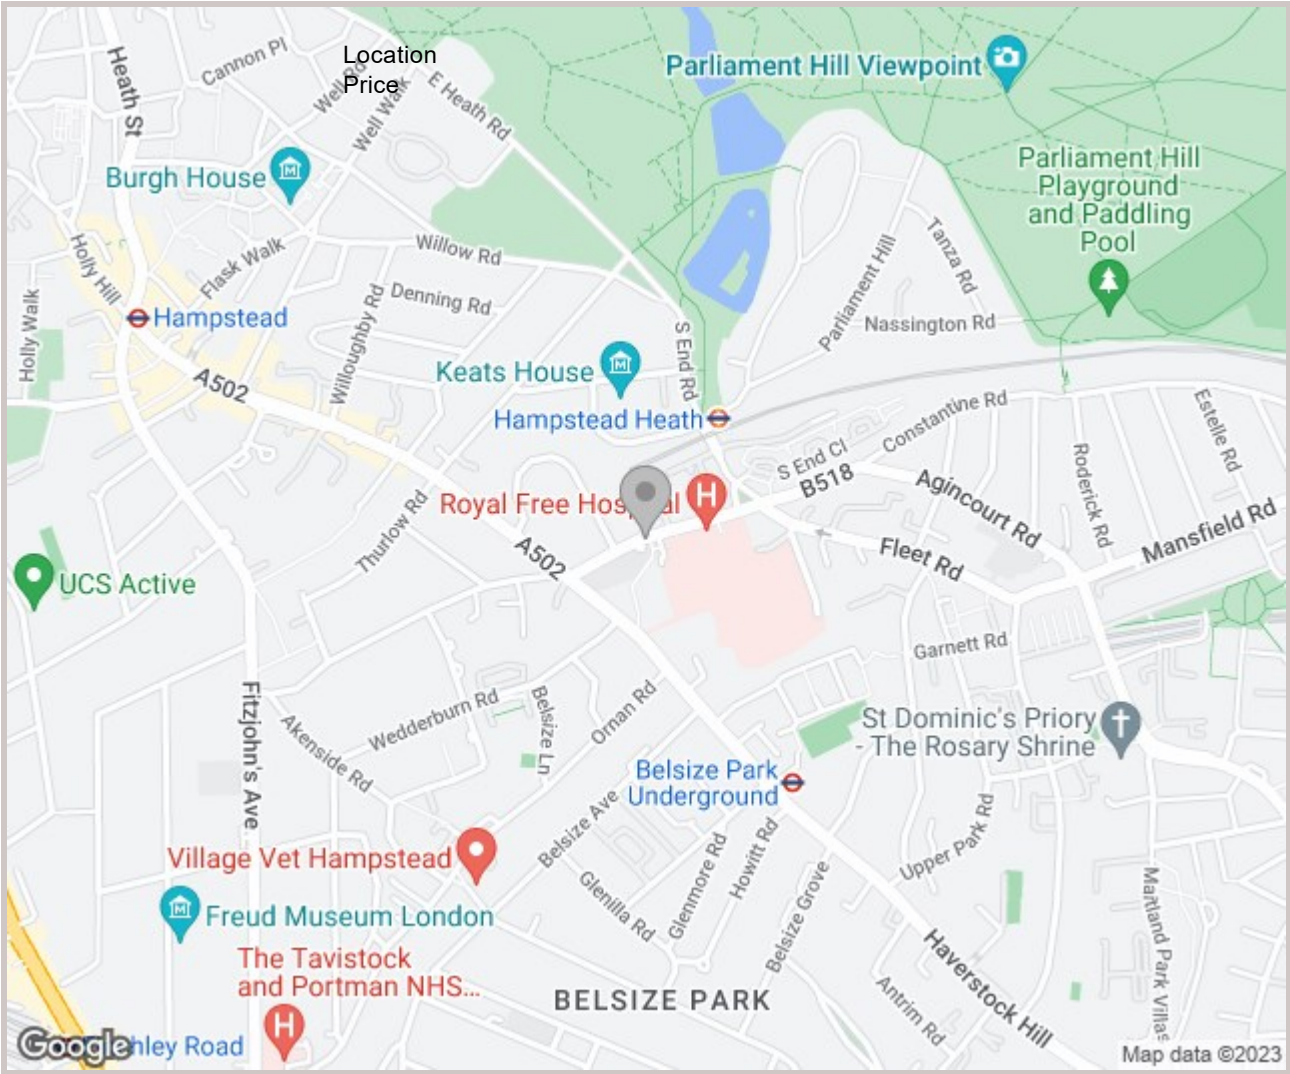 Location
Price
Heath St
Cannon Pl
Well Rd
Well Walk
E Heath Rd
Parliament Hill Viewpoint
Burgh House
Parliament Hill
Playground
and Paddling
Pool
Holly Hill
Flask Walk
Willow Rd
Tanza Rd
Parliament Hill
Holly Walk
Hampstead
Willoughby Rd
Denning Rd
Nassington Rd
S End Rd
Keats House
A502
Hampstead Heath
Constantine Rd
Estelle Rd
S End Cl
B518
Agincourt Rd
Roderick Rd
Royal Free Hospital
Thurlow Rd
A502
Mansfield Rd
Fleet Rd
UCS Active
Garnett Rd
Fitzjohn's Ave
Akenside Rd
Wedderburn Rd
Belsize Ln
Ornan Rd
St Dominic's Priory
- The Rosary Shrine
Belsize Park
Underground
Belsize Ave
Upper Park Rd
Village Vet Hampstead
Glenilla Rd
Glenmore Rd
Howitt Rd
Belsize Grove
Maitland Park Villas
Freud Museum London
The Tavistock
and Portman NHS...
Haverstock Hill
BELSIZE PARK
Antrim Rd
Google
hley Road
Map data ©2023